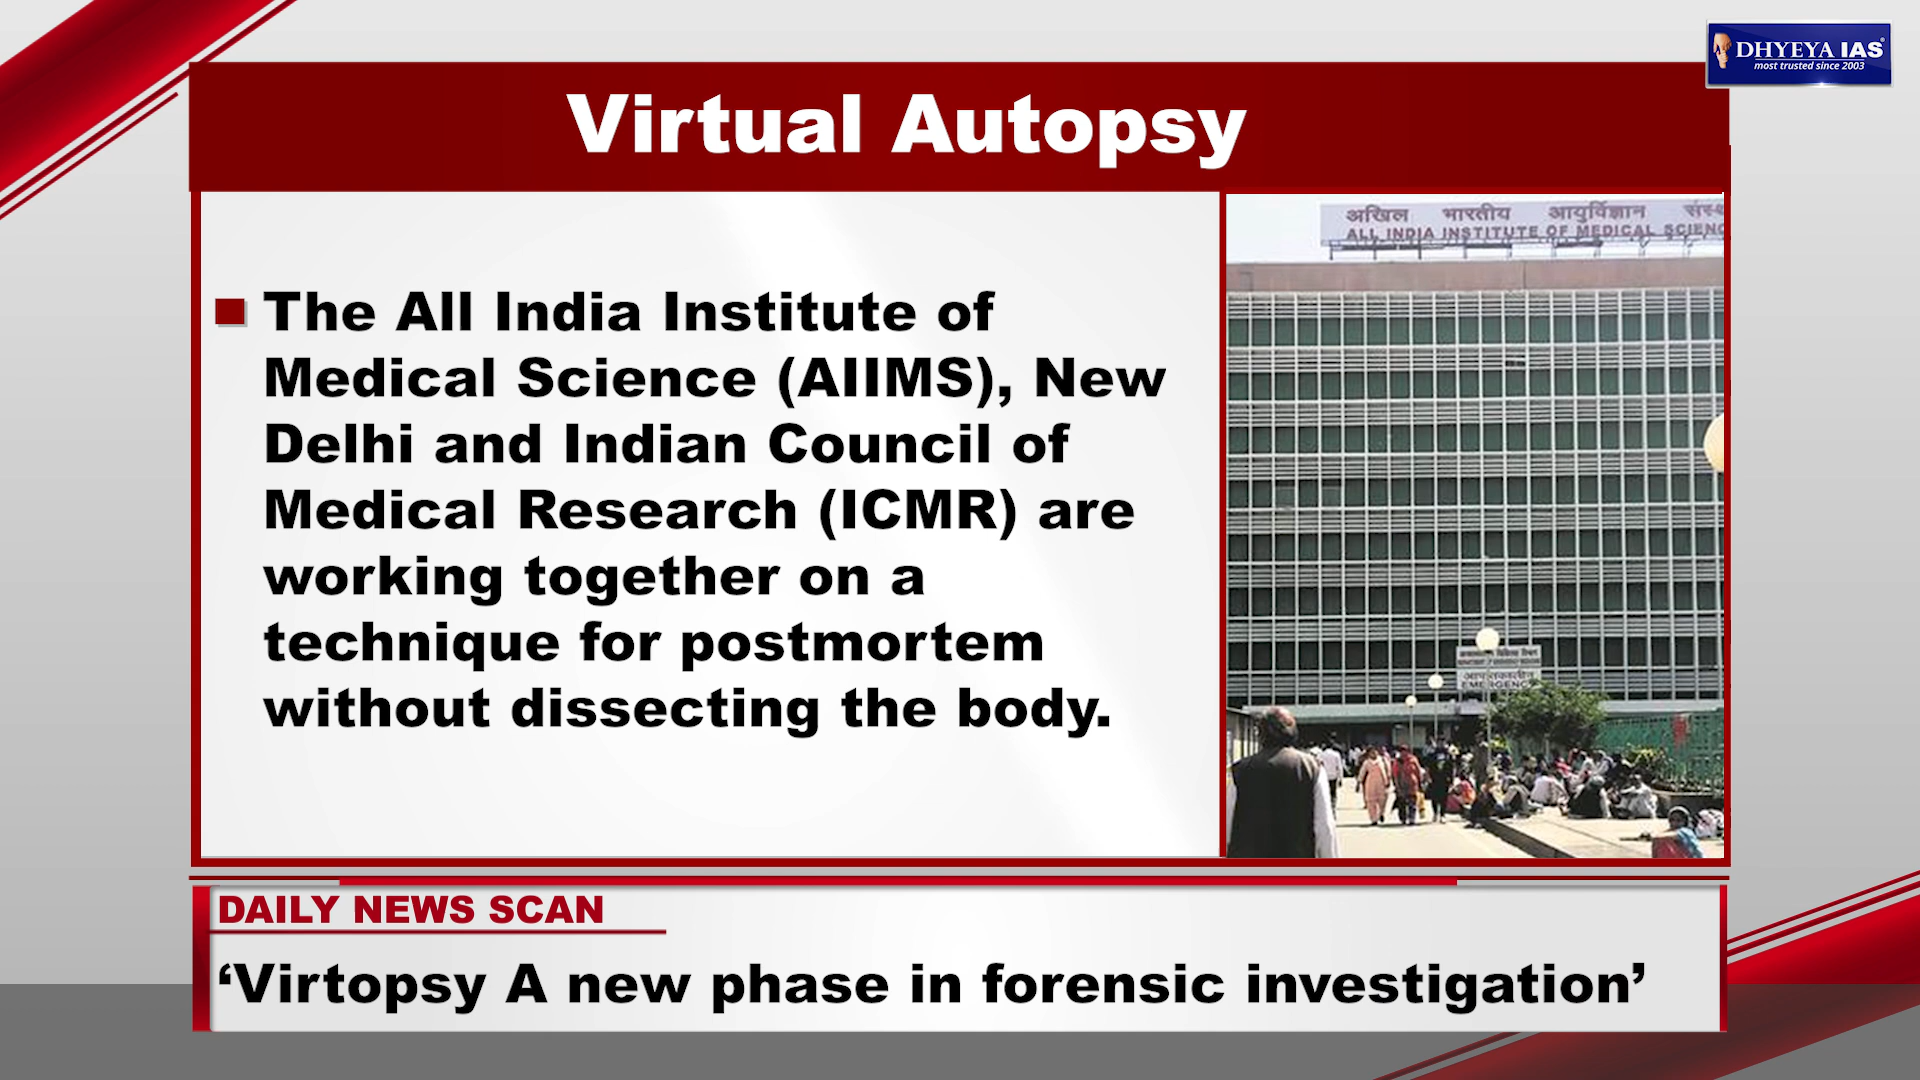 DHYEYA IAS
most trusted since 2003
Virtual Autopsy
The All India Institute of
Medical Science (AIIMS), New
Delhi and Indian Council of
Medical Research (ICMR) are
working together on a
technique for postmortem
without dissecting the body.
अखिल भारतीय आयुर्विज्ञान
ALL INDIA INSTITUTE OF MEDICAL SCIENC
EMERGENCY
DAILY NEWS SCAN
‘Virtopsy A new phase in forensic investigation’